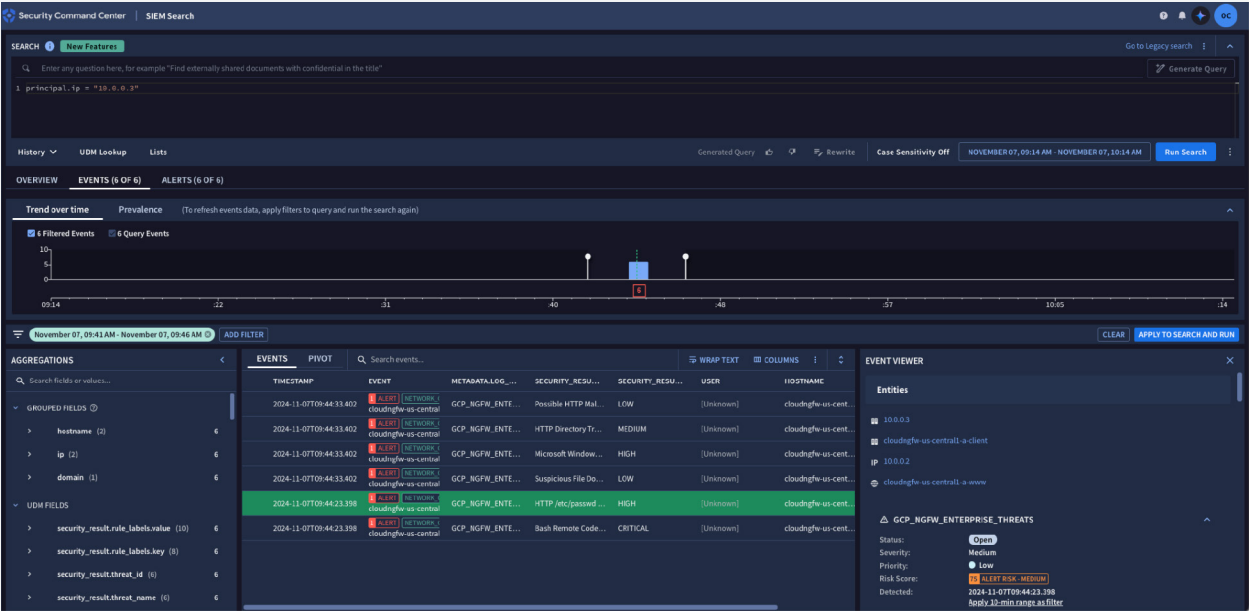 Security Command Center | SIEM Search
OC
SEARCH New Features
Go to Legacy search
Enter any question here, for example "Find externally shared documents with confidential in the title"
Generate Query
1 principal.ip = "10.0.0.3"
History UDM Lookup Lists
Generated Query Rewrite Case Sensitivity Off NOVEMBER 07, 09:14 AM - NOVEMBER 07, 10:14 AM Run Search
OVERVIEW EVENTS (6 OF 6) ALERTS (6 OF 6)
Trend over time Prevalence (To refresh events data, apply filters to query and run the search again)
6 Filtered Events 6 Query Events
10
5
0
6
09:14 :22 :31 :40 :48 :57 10:05 :14
November 07, 09:41 AM - November 07, 09:46 AM ADD FILTER
CLEAR APPLY TO SEARCH AND RUN
AGGREGATIONS
Search fields or values...
GROUPED FIELDS
hostname (2) 6
ip (2) 6
domain (1) 6
UDM FIELDS
security_result.rule_labels.value (10) 6
security_result.rule_labels.key (8) 6
security_result.threat_id (6) 6
security_result.threat_name (6) 6
EVENTS PIVOT Search events... WRAP TEXT COLUMNS
TIMESTAMP EVENT METADATA.LOG_... SECURITY_RESU... SECURITY_RESU... USER HOSTNAME
2024-11-07T09:44:33.402 1 ALERT NETWORK_ cloudngfw-us-central GCP_NGFW_ENTE... Possible HTTP Mal... LOW [Unknown] cloudngfw-us-cent...
2024-11-07T09:44:33.402 1 ALERT NETWORK_ cloudngfw-us-central GCP_NGFW_ENTE... HTTP Directory Tr... MEDIUM [Unknown] cloudngfw-us-cent...
2024-11-07T09:44:33.402 1 ALERT NETWORK_ cloudngfw-us-central GCP_NGFW_ENTE... Microsoft Window... HIGH [Unknown] cloudngfw-us-cent...
2024-11-07T09:44:33.402 1 ALERT NETWORK_ cloudngfw-us-central GCP_NGFW_ENTE... Suspicious File Do... LOW [Unknown] cloudngfw-us-cent...
2024-11-07T09:44:23.398 1 ALERT NETWORK_ cloudngfw-us-central GCP_NGFW_ENTE... HTTP /etc/passwd ... HIGH [Unknown] cloudngfw-us-cent...
2024-11-07T09:44:23.398 1 ALERT NETWORK_ cloudngfw-us-central GCP_NGFW_ENTE... Bash Remote Code... CRITICAL [Unknown] cloudngfw-us-cent...
EVENT VIEWER
Entities
10.0.0.3
cloudngfw-us-central1-a-client
IP 10.0.0.2
cloudngfw-us-central1-a-www
GCP_NGFW_ENTERPRISE_THREATS
Status: Open
Severity: Medium
Priority: Low
Risk Score: 75 ALERT RISK - MEDIUM
Detected: 2024-11-07T09:44:23.398
Apply 10-min range as filter